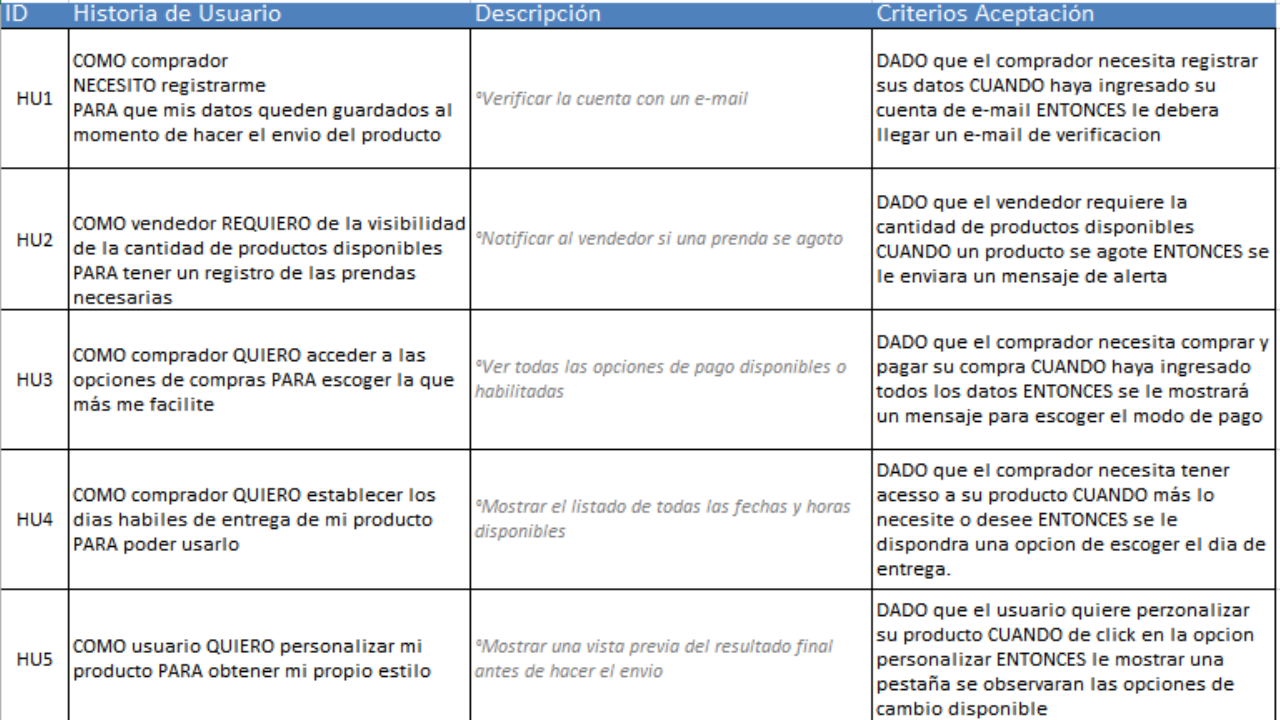 ID Historia de Usuario Descripción Criterios Aceptación
HU1
COMO comprador
NECESITO registrarme
PARA que mis datos queden guardados al
momento de hacer el envio del producto
°Verificar la cuenta con un e-mail
DADO que el comprador necesita registrar
sus datos CUANDO haya ingresado su
cuenta de e-mail ENTONCES le debera
llegar un e-mail de verificacion
HU2
COMO vendedor REQUIERO de la visibilidad
de la cantidad de productos disponibles
PARA tener un registro de las prendas
necesarias
°Notificar al vendedor si una prenda se agoto
DADO que el vendedor requiere la
cantidad de productos disponibles
CUANDO un producto se agote ENTONCES se
le enviara un mensaje de alerta
HU3
COMO comprador QUIERO acceder a las
opciones de compras PARA escoger la que
más me facilite
°Ver todas las opciones de pago disponibles o
habilitadas
DADO que el comprador necesita comprar y
pagar su compra CUANDO haya ingresado
todos los datos ENTONCES se le mostrará
un mensaje para escoger el modo de pago
HU4
COMO comprador QUIERO establecer los
dias habiles de entrega de mi producto
PARA poder usarlo
°Mostrar el listado de todas las fechas y horas
disponibles
DADO que el comprador necesita tener
acesso a su producto CUANDO más lo
necesite o desee ENTONCES se le
dispondra una opcion de escoger el dia de
entrega.
HU5
COMO usuario QUIERO personalizar mi
producto PARA obtener mi propio estilo
°Mostrar una vista previa del resultado final
antes de hacer el envio
DADO que el usuario quiere perzonalizar
su producto CUANDO de click en la opcion
personalizar ENTONCES le mostrar una
pestaña se observaran las opciones de
cambio disponible